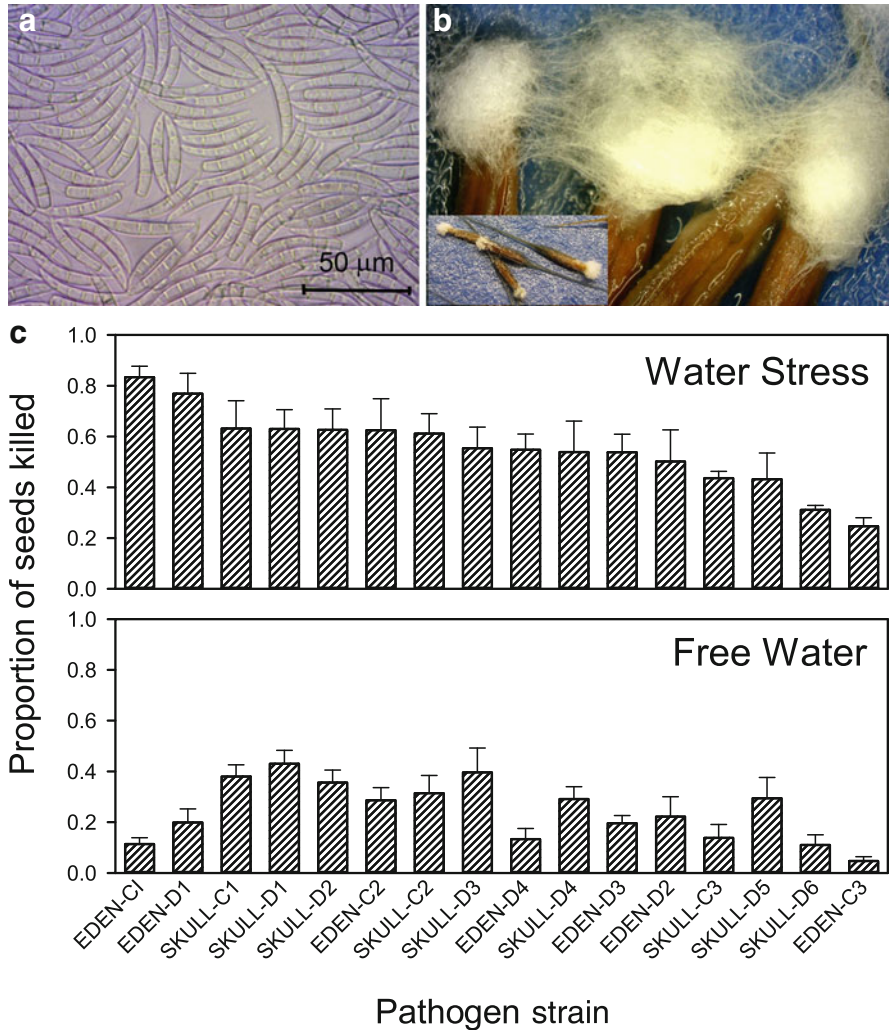 a
50 μm
b
c
Proportion of seeds killed
1.0
0.8
0.6
0.4
0.2
0.0
Water Stress
1.0
0.8
0.6
0.4
0.2
0.0
Free Water
EDEN-CI
EDEN-D1
SKULL-C1
SKULL-D1
SKULL-D2
EDEN-C2
SKULL-C2
SKULL-D3
EDEN-D4
SKULL-D4
EDEN-D3
EDEN-D2
SKULL-C3
SKULL-D5
SKULL-D6
EDEN-C3
Pathogen strain